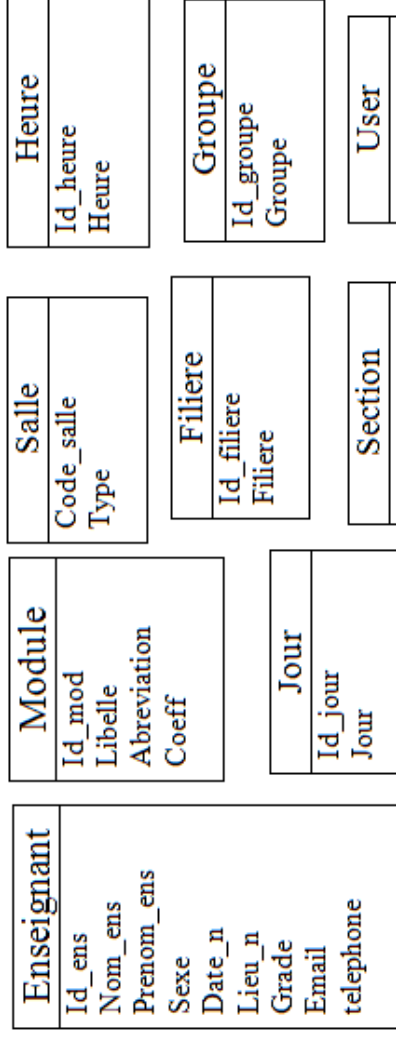 Enseignant
Id_ens
Nom_ens
Prenom_ens
Sexe
Date_n
Lieu_n
Grade
Email
telephone
Module
Id_mod
Libelle
Abreviation
Coeff
Salle
Code_salle
Type
Heure
Id_heure
Heure
Jour
Id_jour
Jour
Filiere
Id_filiere
Filiere
Groupe
Id_groupe
Groupe
Section
User